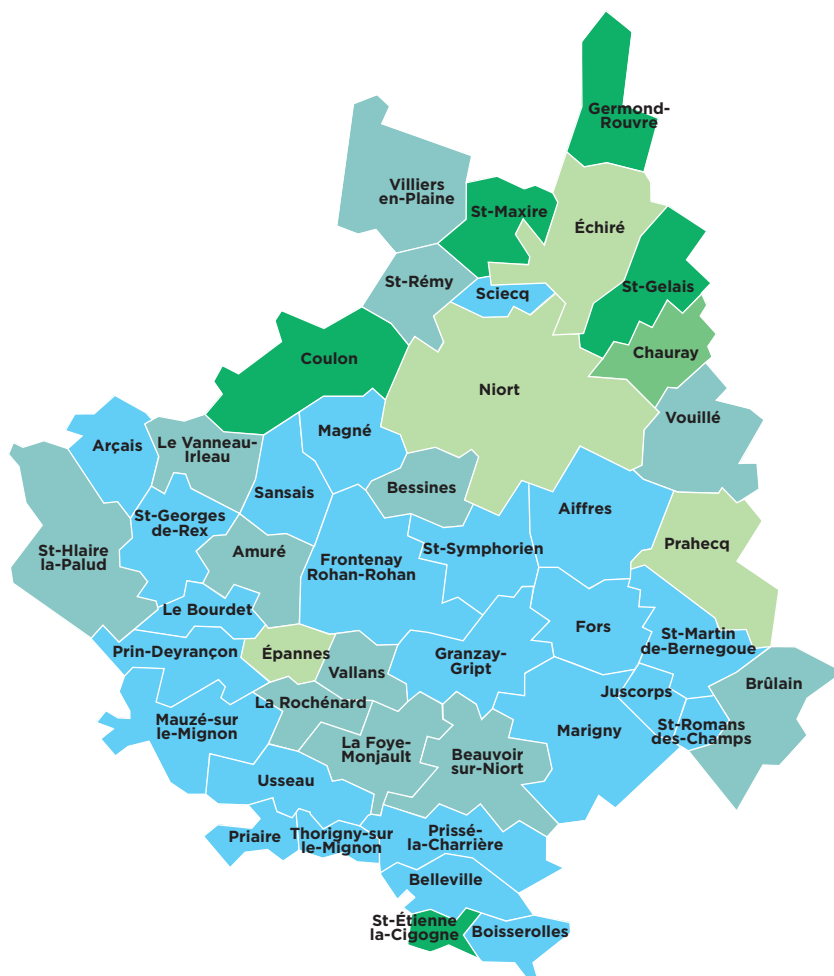 Germond-
Rouvre
Villiers
en-Plaine
St-Maxire
Échiré
St-Rémy
Sciecq
St-Gelais
Coulon
Chauray
Niort
Vouillé
Arçais
Le Vanneau-
Irleau
Magné
Sansais
Bessines
Aiffres
St-Georges
de-Rex
St-Hlaire
la-Palud
Amuré
Frontenay
Rohan-Rohan
St-Symphorien
Prahecq
Le Bourdet
Fors
St-Martin
de-Bernegoue
Prin-Deyrançon
Épannes
Vallans
Granzay-
Gript
Juscorps
Brûlain
La Rochénard
Mauzé-sur
le-Mignon
La Foye-
Monjault
Beauvoir
sur-Niort
Marigny
St-Romans
des-Champs
Usseau
Priaire
Thorigny-sur
le-Mignon
Prissé-
la-Charrière
Belleville
St-Étienne
la-Cigogne
Boisserolles